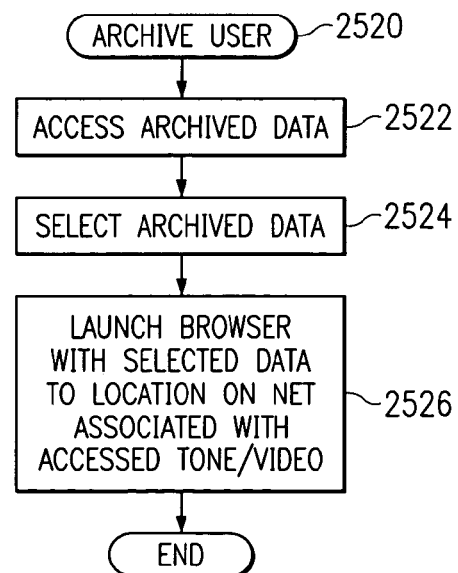 ARCHIVE USER
2520
ACCESS ARCHIVED DATA
2522
SELECT ARCHIVED DATA
2524
LAUNCH BROWSER
WITH SELECTED DATA
TO LOCATION ON NET
ASSOCIATED WITH
ACCESSED TONE/VIDEO
2526
END